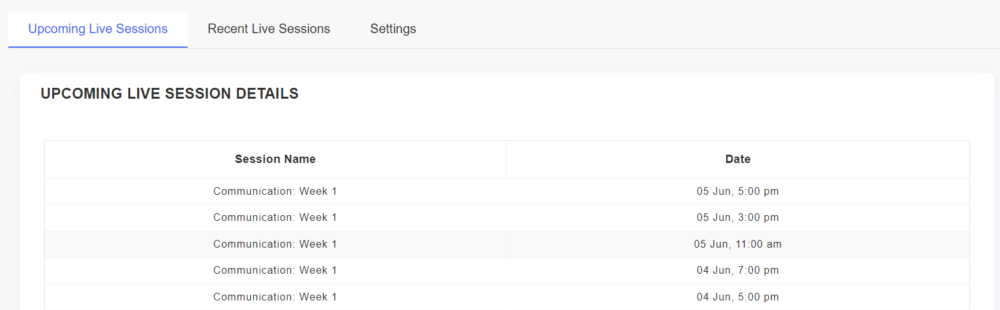 Upcoming Live Sessions Recent Live Sessions Settings
UPCOMING LIVE SESSION DETAILS
Session Name Date
Communication: Week 1 05 Jun, 5:00 pm
Communication: Week 1 05 Jun, 3:00 pm
Communication: Week 1 05 Jun, 11:00 am
Communication: Week 1 04 Jun, 7:00 pm
Communication: Week 1 04 Jun, 5:00 pm